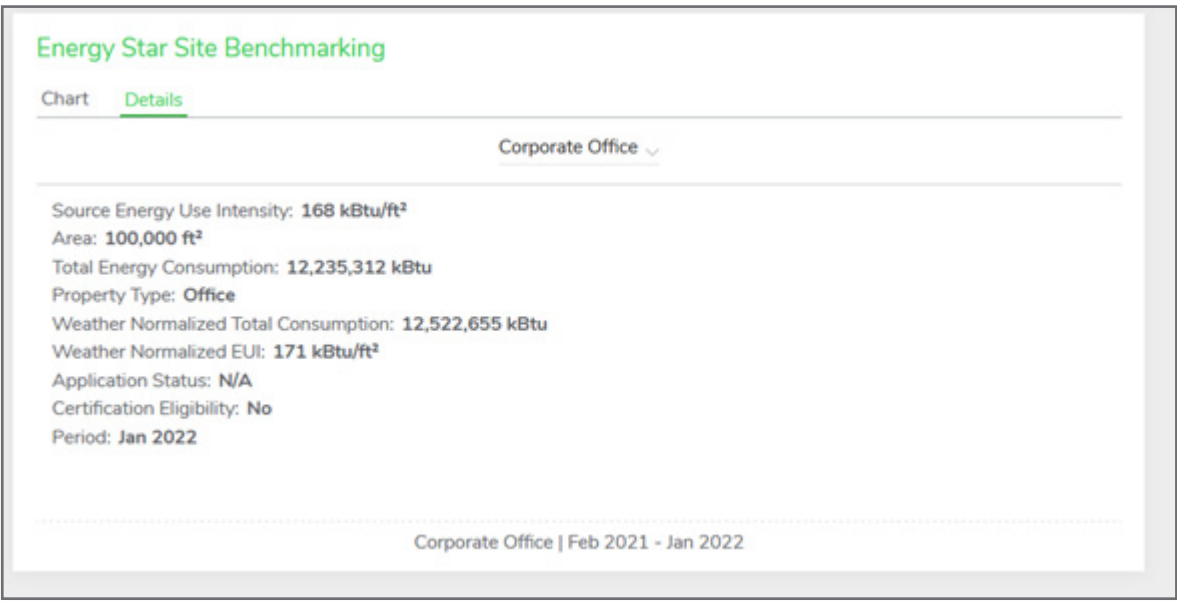 Energy Star Site Benchmarking
Chart Details
Corporate Office
Source Energy Use Intensity: 168 kBtu/ft²
Area: 100,000 ft²
Total Energy Consumption: 12,235,312 kBtu
Property Type: Office
Weather Normalized Total Consumption: 12,522,655 kBtu
Weather Normalized EUI: 171 kBtu/ft²
Application Status: N/A
Certification Eligibility: No
Period: Jan 2022
Corporate Office | Feb 2021 - Jan 2022